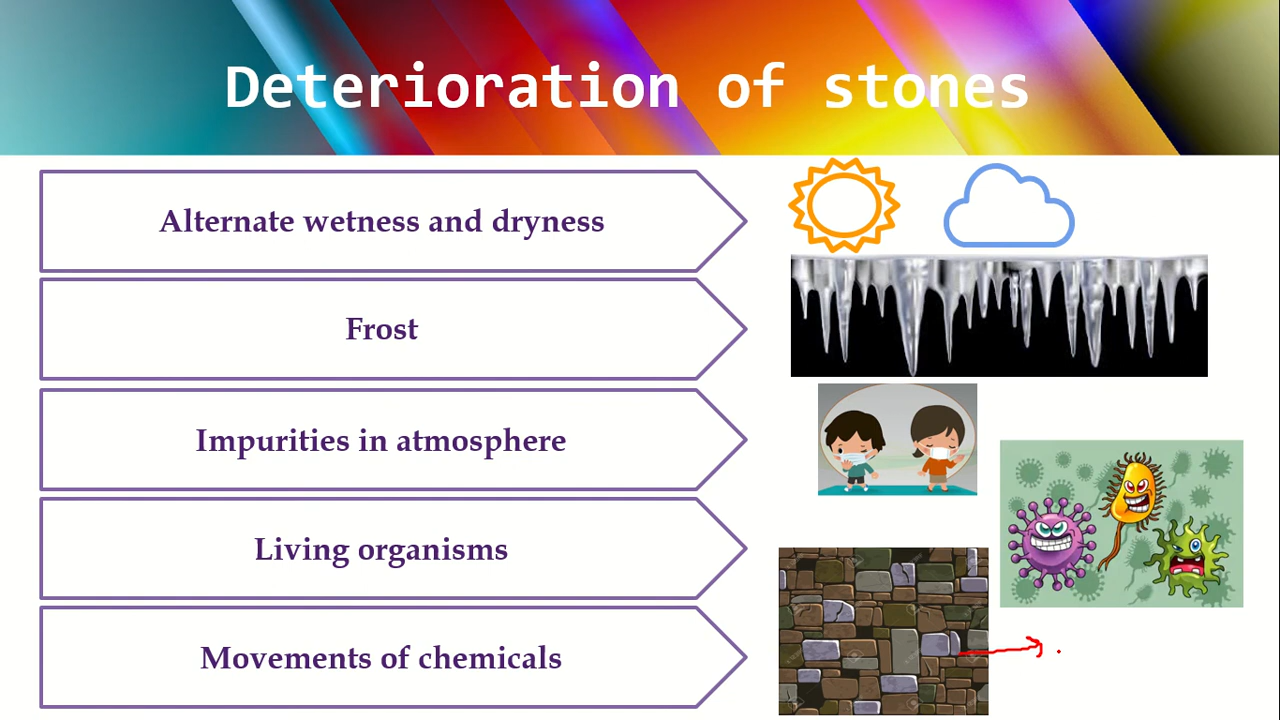 Deterioration of stones
Alternate wetness and dryness
Frost
Impurities in atmosphere
Living organisms
Movements of chemicals